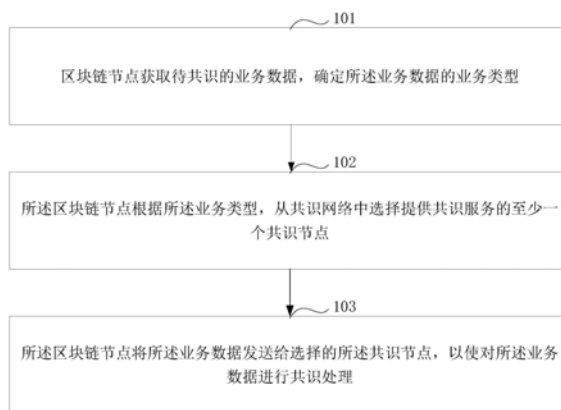 101
区块链节点获取待共识的业务数据，确定所述业务数据的业务类型
102
所述区块链节点根据所述业务类型，从共识网络中选择提供共识服务的至少一
个共识节点
103
所述区块链节点将所述业务数据发送给选择的所述共识节点，以使对所述业务
数据进行共识处理